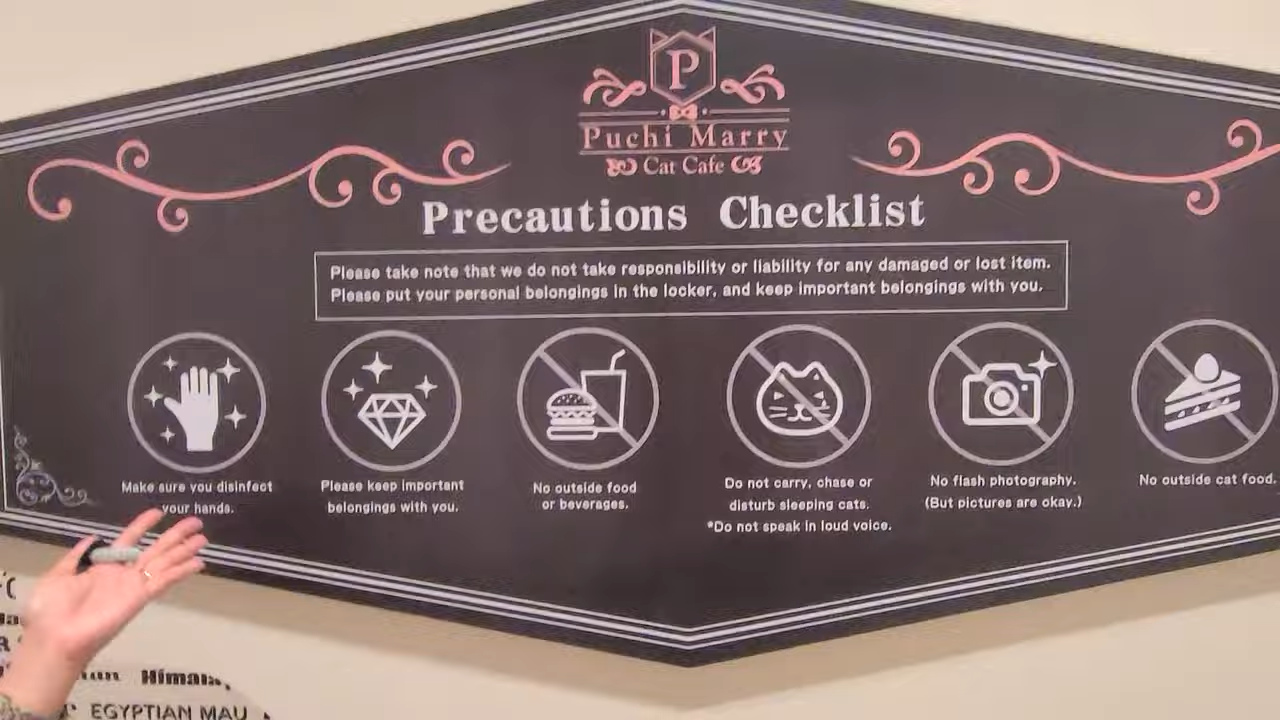 P
Puchi Marry
Cat Cafe
Precautions Checklist
Please take note that we do not take responsibility or liability for any damaged or lost item.
Please put your personal belongings in the locker, and keep important belongings with you.
Make sure you disinfect
your hands.
Please keep important
belongings with you.
No outside food
or beverages.
Do not carry, chase or
disturb sleeping cats.
*Do not speak in loud voice.
No flash photography.
(But pictures are okay.)
No outside cat food.
EGYPTIAN MAU